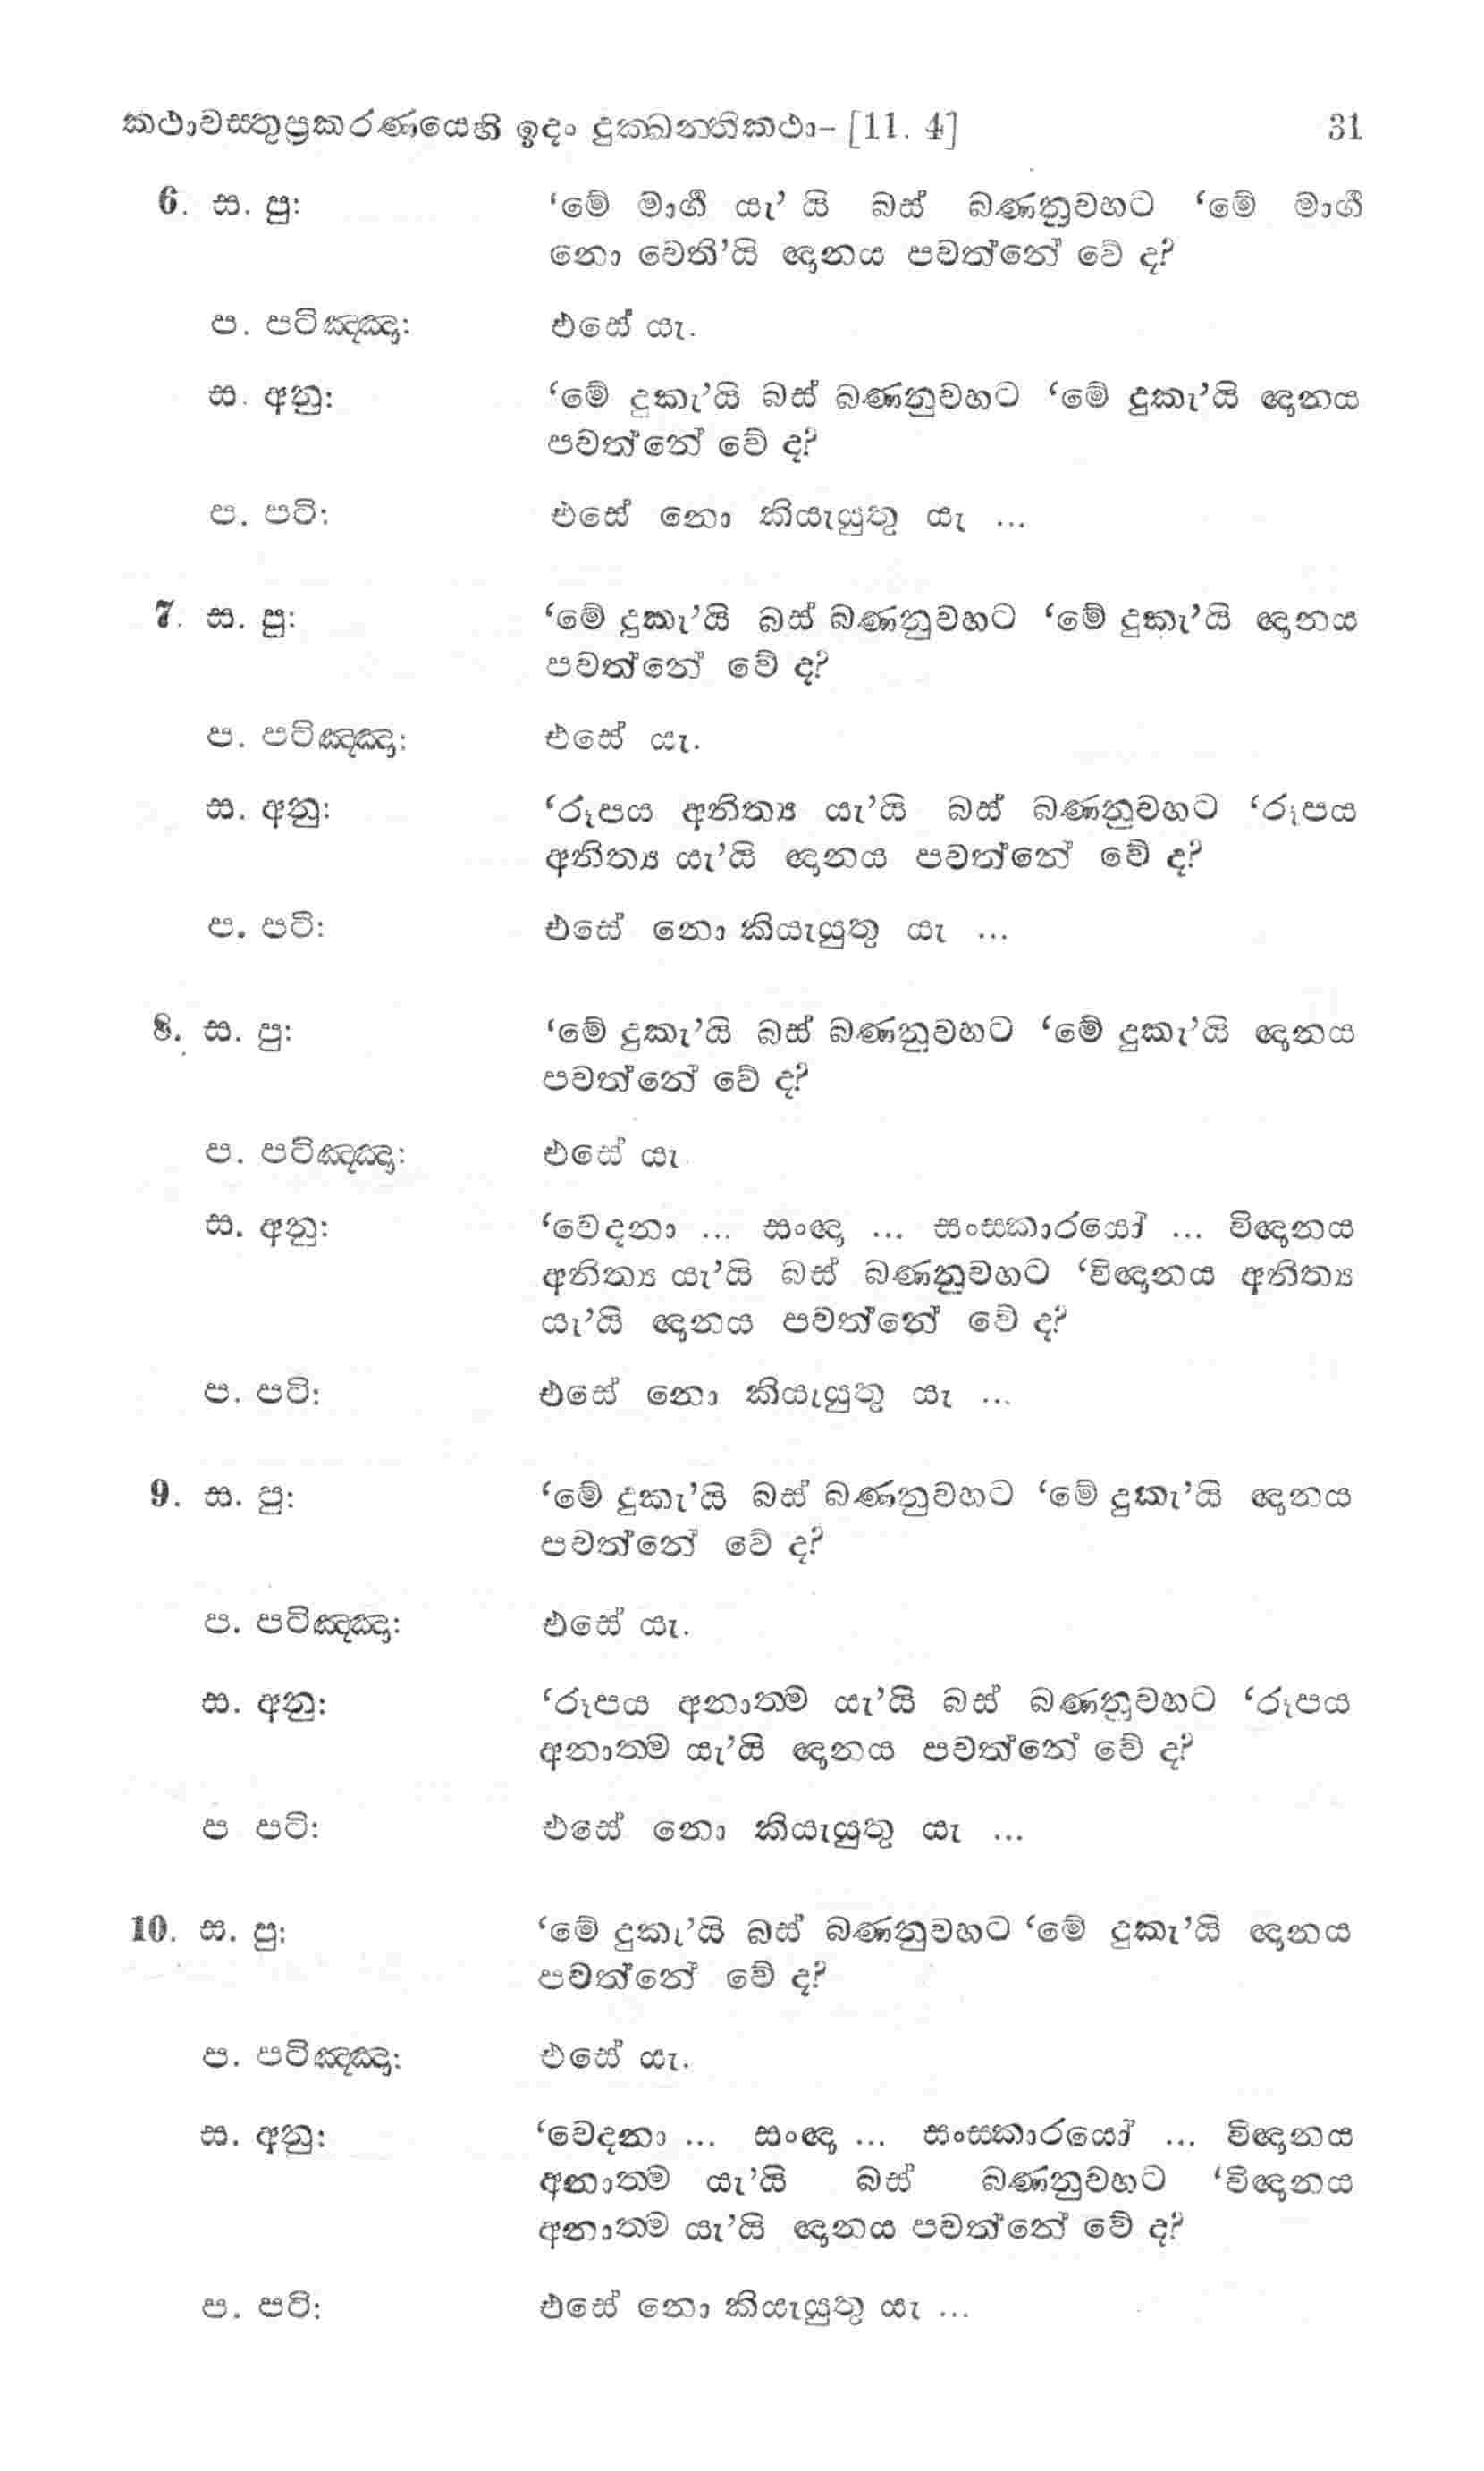 කථාවස්තුප්‍රකරණයෙහි ඉදං දුක්ඛන්තිකථා- [11. 4] 31
6. ස. පු: ‘මේ මාර්ග යැ’ යි බස් බණනුවහට ‘මේ මාර්ග
නො වෙති’යි ඥානය පවත්නේ වේ ද?
ප. පටිඤ්ඤා: එසේ යැ.
ස. අනු: ‘මේ දුකැ’යි බස් බණනුවහට ‘මේ දුකැ’යි ඥානය
පවත්නේ වේ ද?
ප. පටි: එසේ නො කියැයුතු යැ ...
7. ස. පු: ‘මේ දුකැ’යි බස් බණනුවහට ‘මේ දුකැ’යි ඥානය
පවත්නේ වේ ද?
ප. පටිඤ්ඤා: එසේ යැ.
ස. අනු: ‘රූපය අනිත්‍ය යැ’යි බස් බණනුවහට ‘රූපය
අනිත්‍ය යැ’යි ඥානය පවත්නේ වේ ද?
ප. පටි: එසේ නො කියැයුතු යැ ...
8. ස. පු: ‘මේ දුකැ’යි බස් බණනුවහට ‘මේ දුකැ’යි ඥානය
පවත්නේ වේ ද?
ප. පටිඤ්ඤා: එසේ යැ.
ස. අනු: ‘වෙදනා ... සංඥා ... සංස්කාරයෝ ... විඥානය
අනිත්‍ය යැ’යි බස් බණනුවහට ‘විඥානය අනිත්‍ය
යැ’යි ඥානය පවත්නේ වේ ද?
ප. පටි: එසේ නො කියැයුතු යැ ...
9. ස. පු: ‘මේ දුකැ’යි බස් බණනුවහට ‘මේ දුකැ’යි ඥානය
පවත්නේ වේ ද?
ප. පටිඤ්ඤා: එසේ යැ.
ස. අනු: ‘රූපය අනාත්ම යැ’යි බස් බණනුවහට ‘රූපය
අනාත්ම යැ’යි ඥානය පවත්නේ වේ ද?
ප පටි: එසේ නො කියැයුතු යැ ...
10. ස. පු: ‘මේ දුකැ’යි බස් බණනුවහට ‘මේ දුකැ’යි ඥානය
පවත්නේ වේ ද?
ප. පටිඤ්ඤා: එසේ යැ.
ස. අනු: ‘වෙදනා ... සංඥා ... සංස්කාරයෝ ... විඥානය
අනාත්ම යැ’යි බස් බණනුවහට ‘විඥානය
අනාත්ම යැ’යි ඥානය පවත්නේ වේ ද?
ප. පටි: එසේ නො කියැයුතු යැ ...